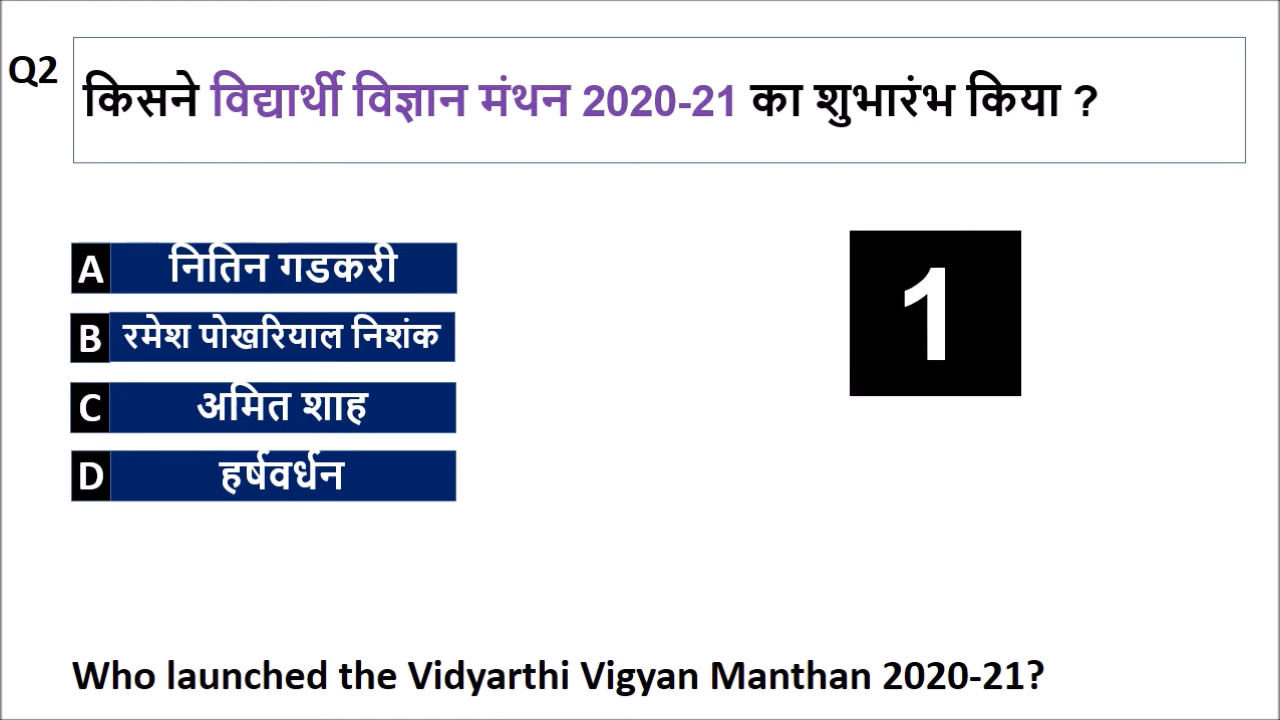 Q2
किसने विद्यार्थी विज्ञान मंथन 2020-21 का शुभारंभ किया ?
A नितिन गडकरी
B रमेश पोखरियाल निशंक
C अमित शाह
D हर्षवर्धन
1
Who launched the Vidyarthi Vigyan Manthan 2020-21?